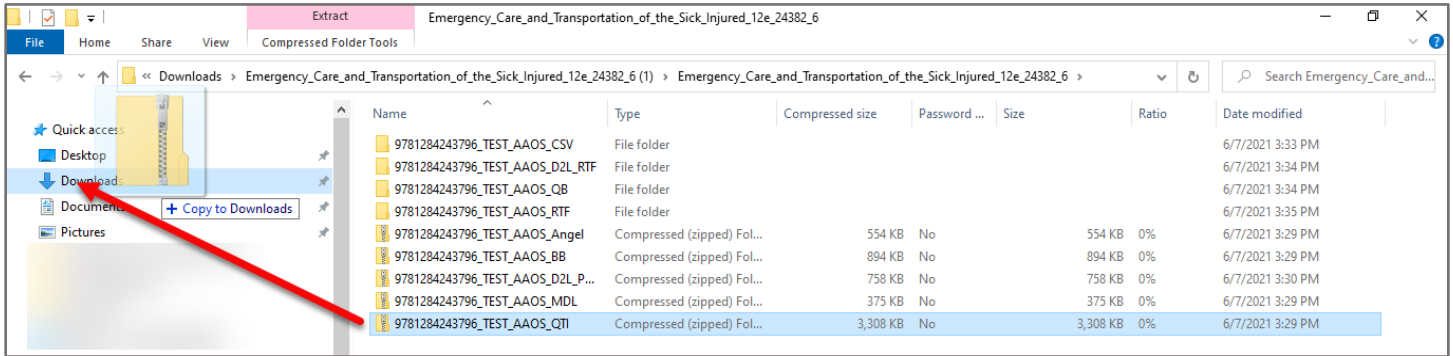 Extract Emergency_Care_and_Transportation_of_the_Sick_Injured_12e_24382_6
File Home Share View Compressed Folder Tools
« Downloads › Emergency_Care_and_Transportation_of_the_Sick_Injured_12e_24382_6 (1) › Emergency_Care_and_Transportation_of_the_Sick_Injured_12e_24382_6 › Search Emergency_Care_and...
Name Type Compressed size Password ... Size Ratio Date modified
Quick access
Desktop
Downloads
Documents
Pictures
+ Copy to Downloads
9781284243796_TEST_AAOS_CSV File folder 6/7/2021 3:33 PM
9781284243796_TEST_AAOS_D2L_RTF File folder 6/7/2021 3:34 PM
9781284243796_TEST_AAOS_QB File folder 6/7/2021 3:34 PM
9781284243796_TEST_AAOS_RTF File folder 6/7/2021 3:35 PM
9781284243796_TEST_AAOS_Angel Compressed (zipped) Fol... 554 KB No 554 KB 0% 6/7/2021 3:29 PM
9781284243796_TEST_AAOS_BB Compressed (zipped) Fol... 894 KB No 894 KB 0% 6/7/2021 3:29 PM
9781284243796_TEST_AAOS_D2L_P... Compressed (zipped) Fol... 758 KB No 758 KB 0% 6/7/2021 3:30 PM
9781284243796_TEST_AAOS_MDL Compressed (zipped) Fol... 375 KB No 375 KB 0% 6/7/2021 3:29 PM
9781284243796_TEST_AAOS_QTI Compressed (zipped) Fol... 3,308 KB No 3,308 KB 0% 6/7/2021 3:29 PM